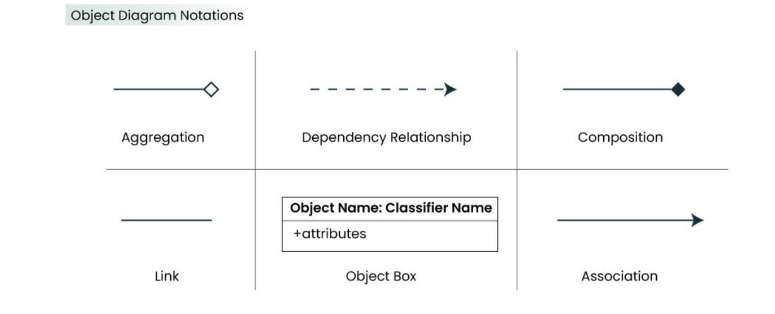 Object Diagram Notations
Aggregation
Dependency Relationship
Composition
Object Name: Classifier Name
+attributes
Link
Object Box
Association